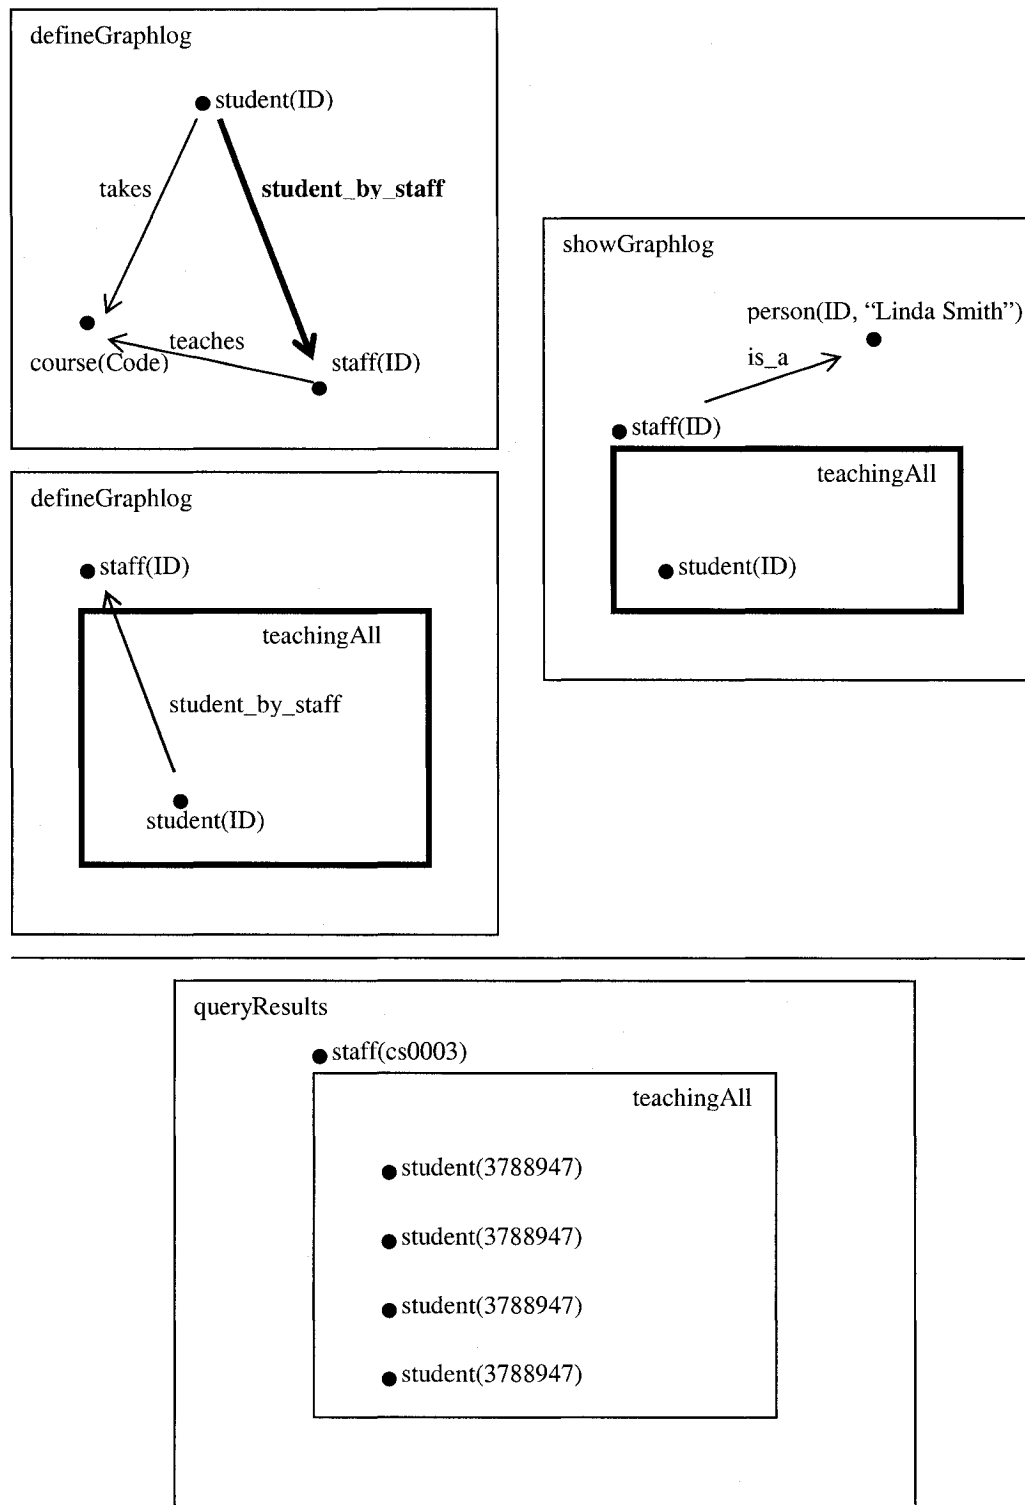 defineGraphlog
student(ID)
takes
student_by_staff
teaches
course(Code)
staff(ID)
showGraphlog
person(ID, “Linda Smith”)
is_a
staff(ID)
teachingAll
student(ID)
defineGraphlog
staff(ID)
teachingAll
student_by_staff
student(ID)
queryResults
staff(cs0003)
teachingAll
student(3788947)
student(3788947)
student(3788947)
student(3788947)